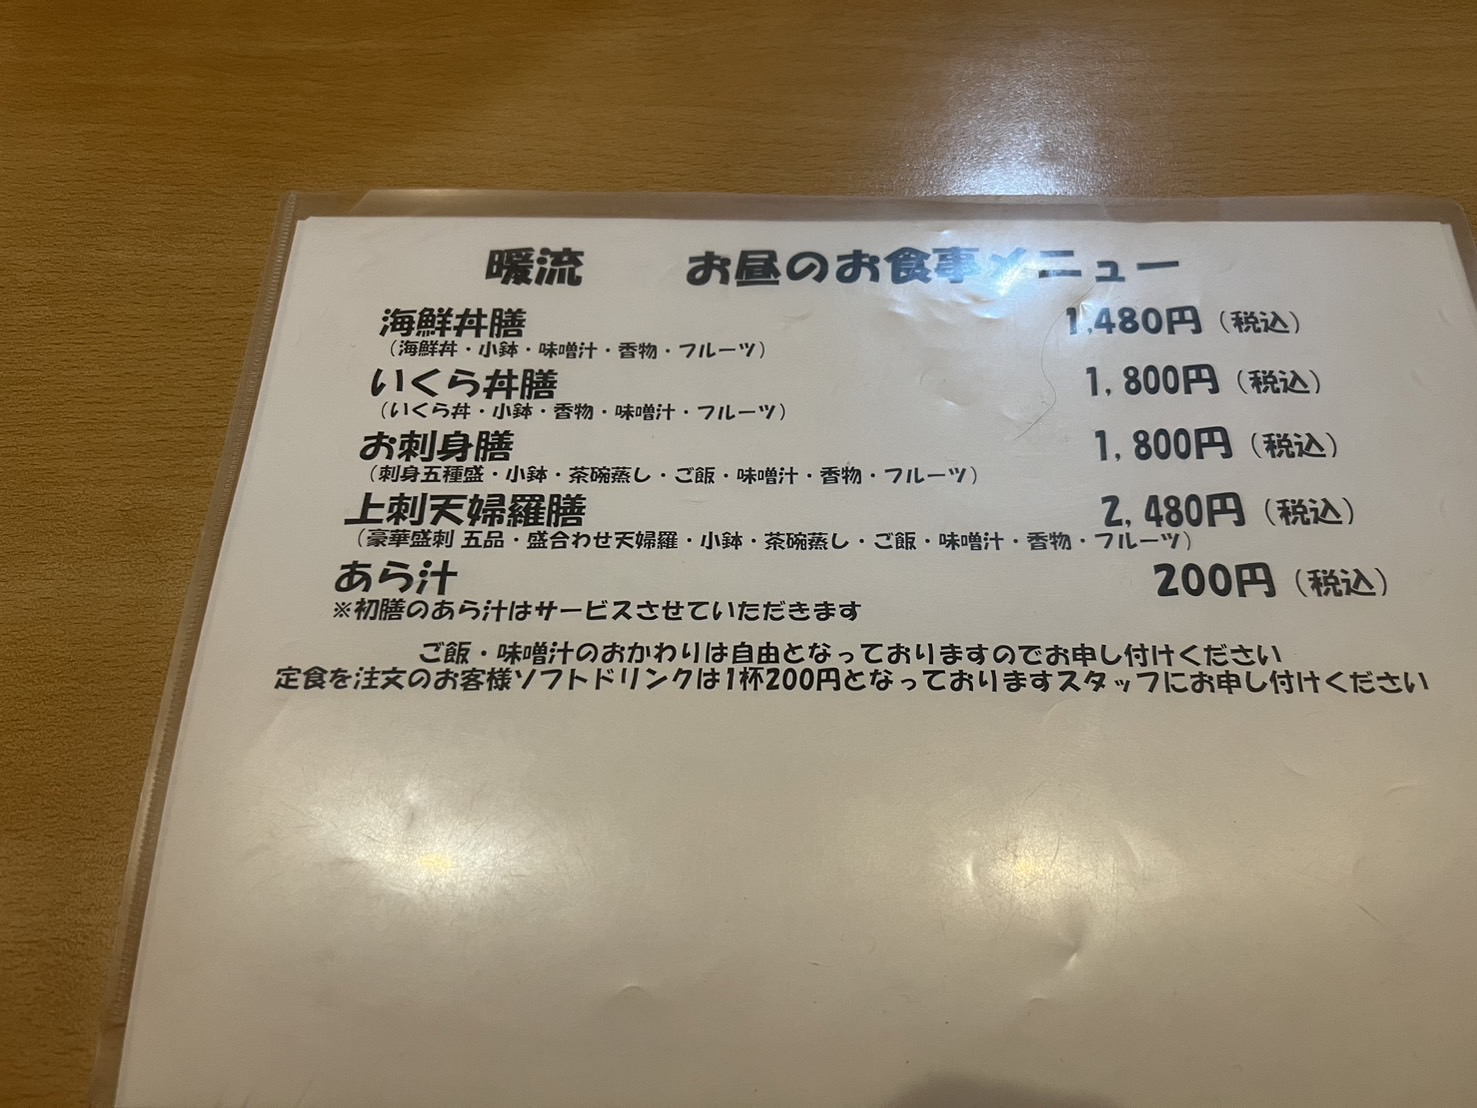 暖流 お昼のお食事メニュー
海鮮丼膳 1,480円（税込）
（海鮮丼・小鉢・味噌汁・香物・フルーツ）
いくら丼膳 1,800円（税込）
（いくら丼・小鉢・香物・味噌汁・フルーツ）
お刺身膳 1,800円（税込）
（刺身五種盛・小鉢・茶碗蒸し・ご飯・味噌汁・香物・フルーツ）
上刺天婦羅膳 2,480円（税込）
（豪華盛刺 五品・盛合わせ天婦羅・小鉢・茶碗蒸し・ご飯・味噌汁・香物・フルーツ）
あら汁 200円（税込）
※初膳のあら汁はサービスさせていただきます
ご飯・味噌汁のおかわりは自由となっておりますのでお申し付けください
定食を注文のお客様ソフトドリンクは1杯200円となっておりますスタッフにお申し付けください